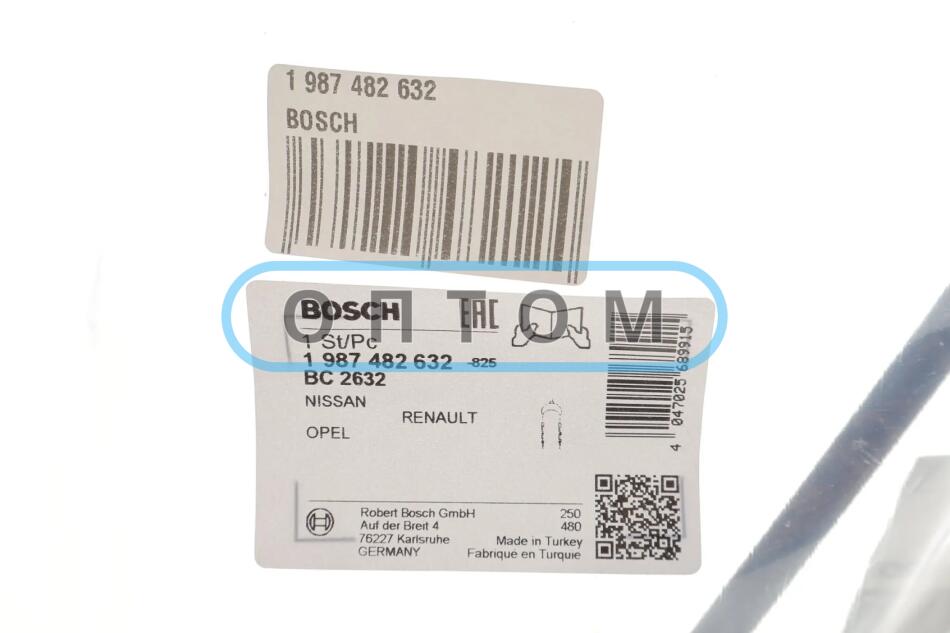 1 987 482 632
BOSCH
BOSCH EAC
ОПТОМ
1 St/Pc
1 987 482 632 -825
BC 2632
NISSAN
RENAULT
OPEL
4 047025 689915
Robert Bosch GmbH 250
Auf der Breit 4 480
76227 Karlsruhe Made in Turkey
GERMANY Fabriqué en Turquie